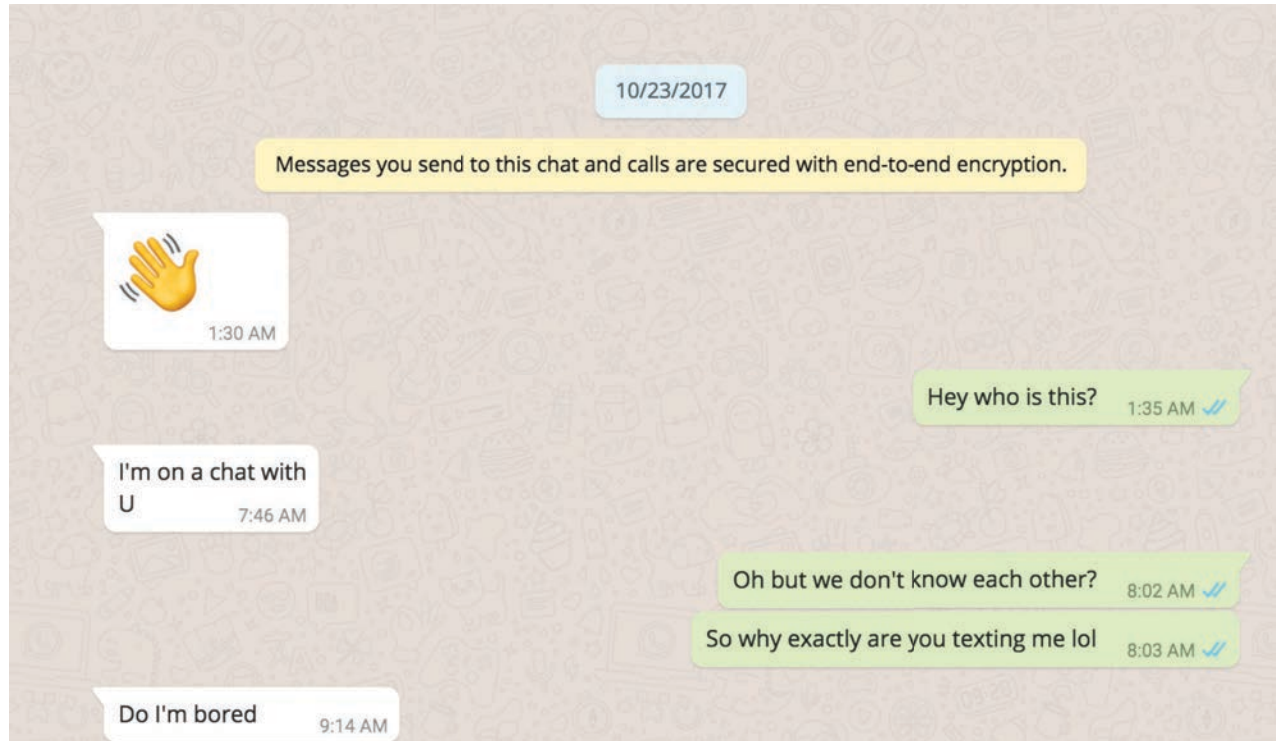 10/23/2017
Messages you send to this chat and calls are secured with end-to-end encryption.
1:30 AM
Hey who is this? 1:35 AM
I'm on a chat with
U 7:46 AM
Oh but we don't know each other? 8:02 AM
So why exactly are you texting me lol 8:03 AM
Do I'm bored 9:14 AM